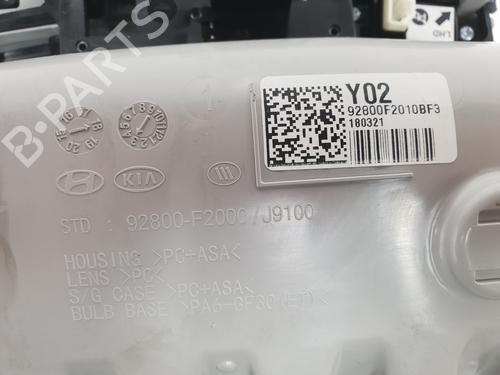 LHD
Y02
92800F2010BF3
180321
KIA
STD : 92800-F2000/J9100
HOUSING >PC+ASA<
LENS >PC<
S/G CASE >PC+ASA<
BULB BASE >PA6-GF30(ET)<
B-PARTS